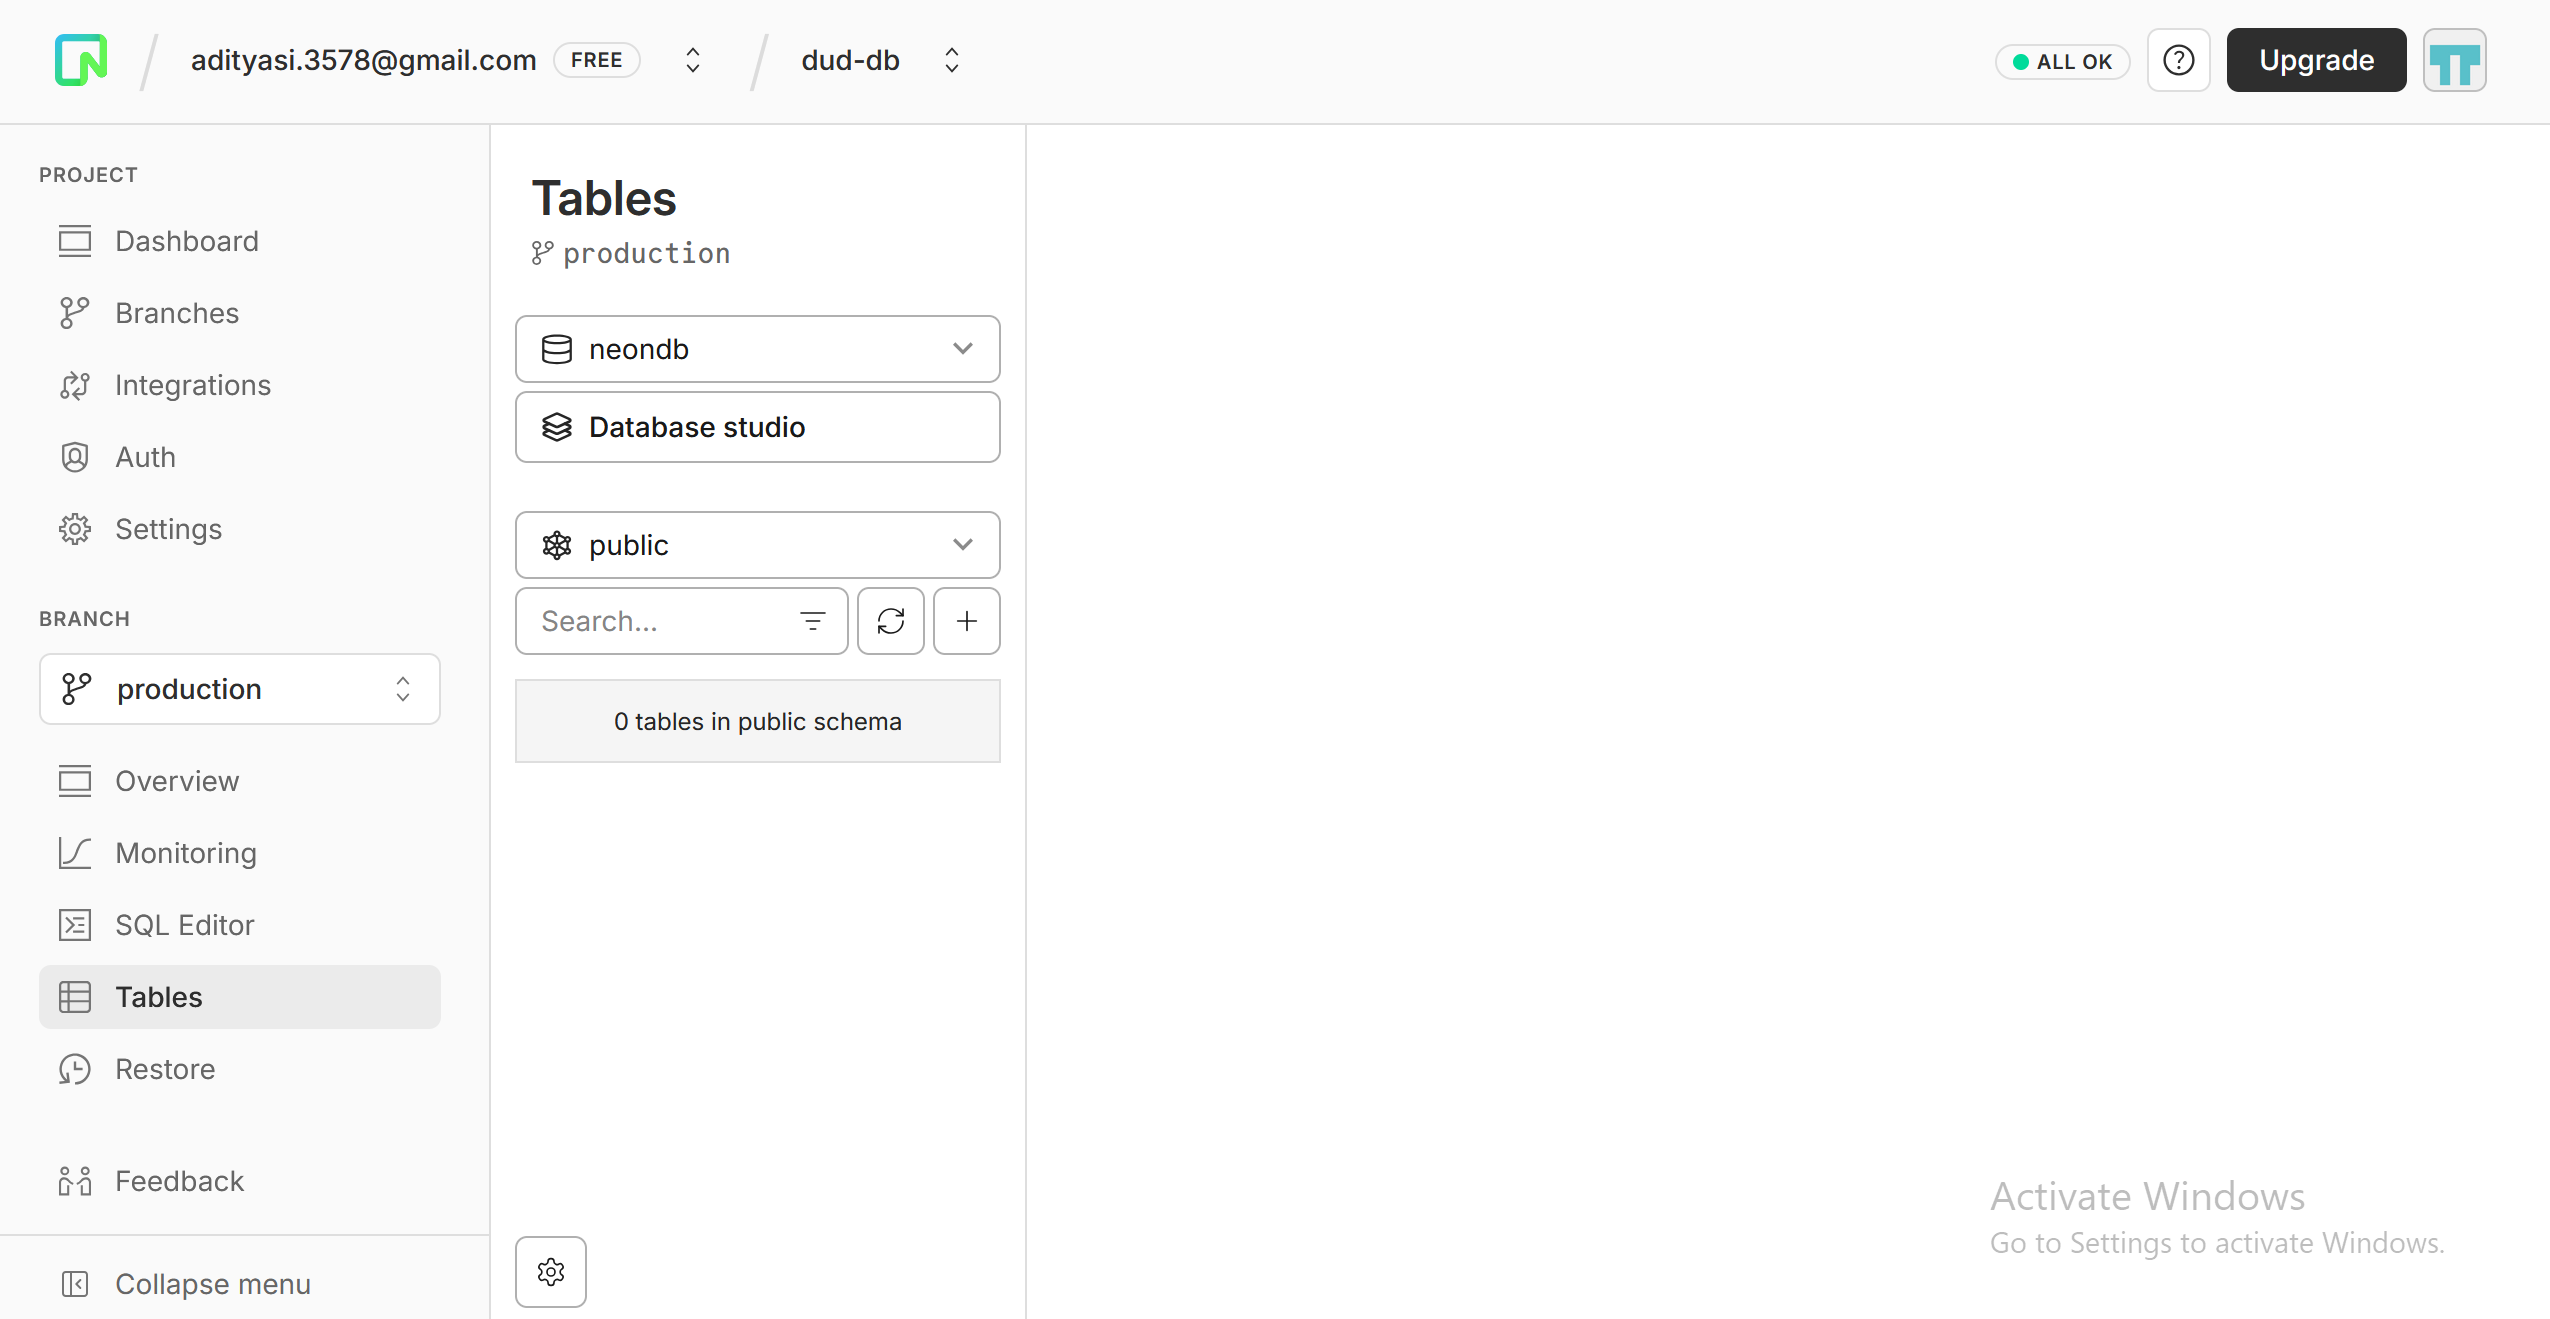 adityasi.3578@gmail.com FREE dud-db ALL OK Upgrade
PROJECT
Dashboard
Branches
Integrations
Auth
Settings
BRANCH
production
Overview
Monitoring
SQL Editor
Tables
Restore
Feedback
Collapse menu
Tables
production
neondb
Database studio
public
Search...
0 tables in public schema
Activate Windows
Go to Settings to activate Windows.